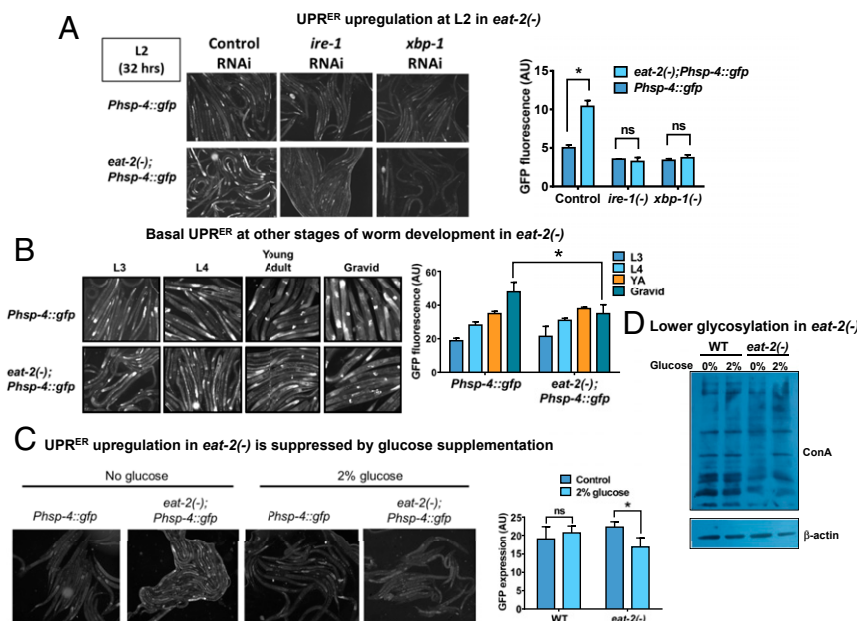 A
UPRER upregulation at L2 in eat-2(-)
L2
(32 hrs)
Control
RNAi
ire-1
RNAi
xbp-1
RNAi
Phsp-4::gfp
eat-2(-);
Phsp-4::gfp
GFP fluorescence (AU)
15
10
5
0
*
ns
ns
eat-2(-);Phsp-4::gfp
Phsp-4::gfp
Control
ire-1(-)
xbp-1(-)
B
Basal UPRER at other stages of worm development in eat-2(-)
L3
L4
Young
Adult
Gravid
Phsp-4::gfp
eat-2(-);
Phsp-4::gfp
GFP fluorescence (AU)
60
40
20
0
*
L3
L4
YA
Gravid
Phsp-4::gfp
eat-2(-);
Phsp-4::gfp
C
UPRER upregulation in eat-2(-) is suppressed by glucose supplementation
No glucose
2% glucose
Phsp-4::gfp
eat-2(-);
Phsp-4::gfp
Phsp-4::gfp
eat-2(-);
Phsp-4::gfp
GFP expression (AU)
25
20
15
10
5
0
Control
2% glucose
ns
*
WT
eat-2(-)
D
Lower glycosylation in eat-2(-)
WT
eat-2(-)
Glucose
0%
2%
0%
2%
ConA
β-actin